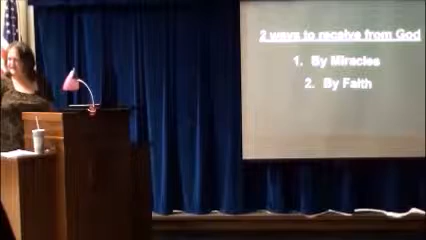 2 ways to receive from God
1. By Miracles
2. By Faith